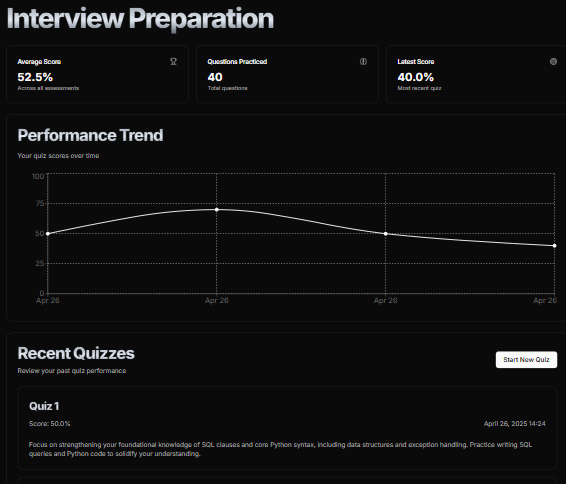 Interview Preparation
Average Score
52.5%
Across all assessments
Questions Practiced
40
Total questions
Latest Score
40.0%
Most recent quiz
Performance Trend
Your quiz scores over time
100
75
50
25
0
Apr 26
Apr 26
Apr 26
Apr 26
Recent Quizzes
Review your past quiz performance
Start New Quiz
Quiz 1
Score: 50.0%
April 26, 2025 14:24
Focus on strengthening your foundational knowledge of SQL clauses and core Python syntax, including data structures and exception handling. Practice writing SQL
queries and Python code to solidify your understanding.